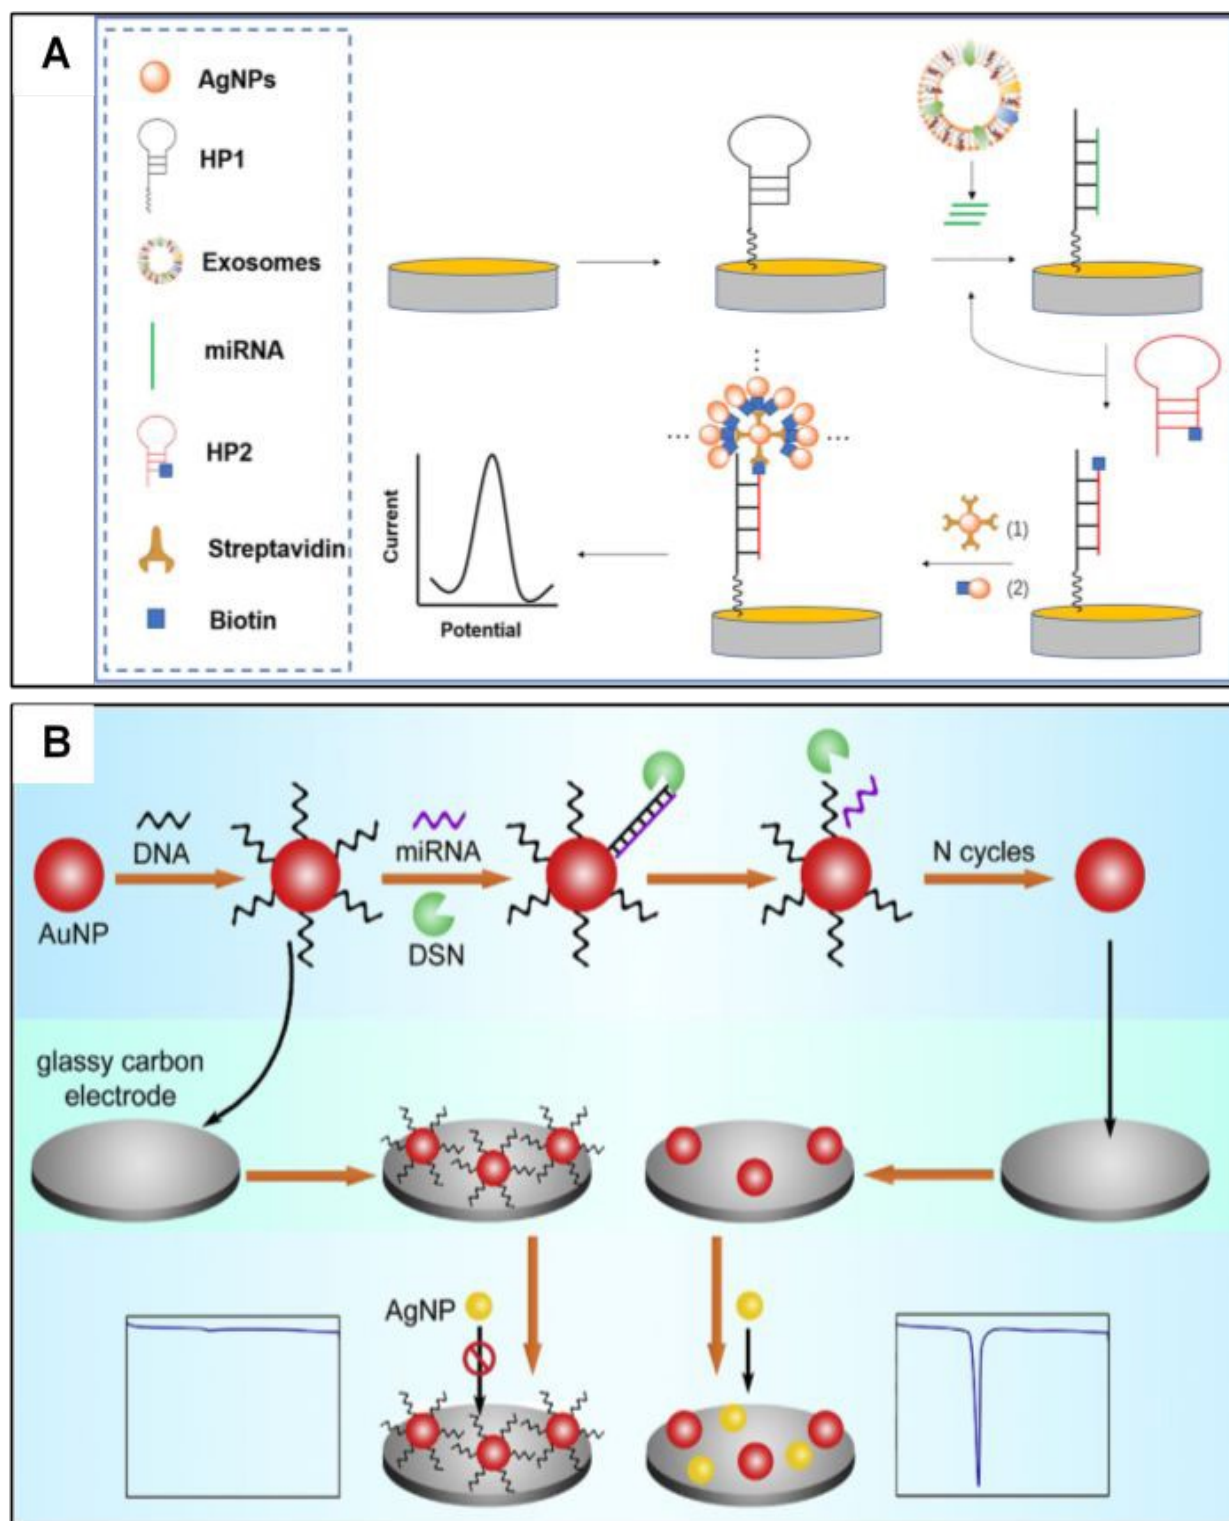 A
AgNPs
HP1
Exosomes
miRNA
HP2
Streptavidin
Biotin
...
... ...
Current
Potential
(1)
(2)
B
DNA
AuNP
miRNA
DSN
N cycles
glassy carbon
electrode
AgNP